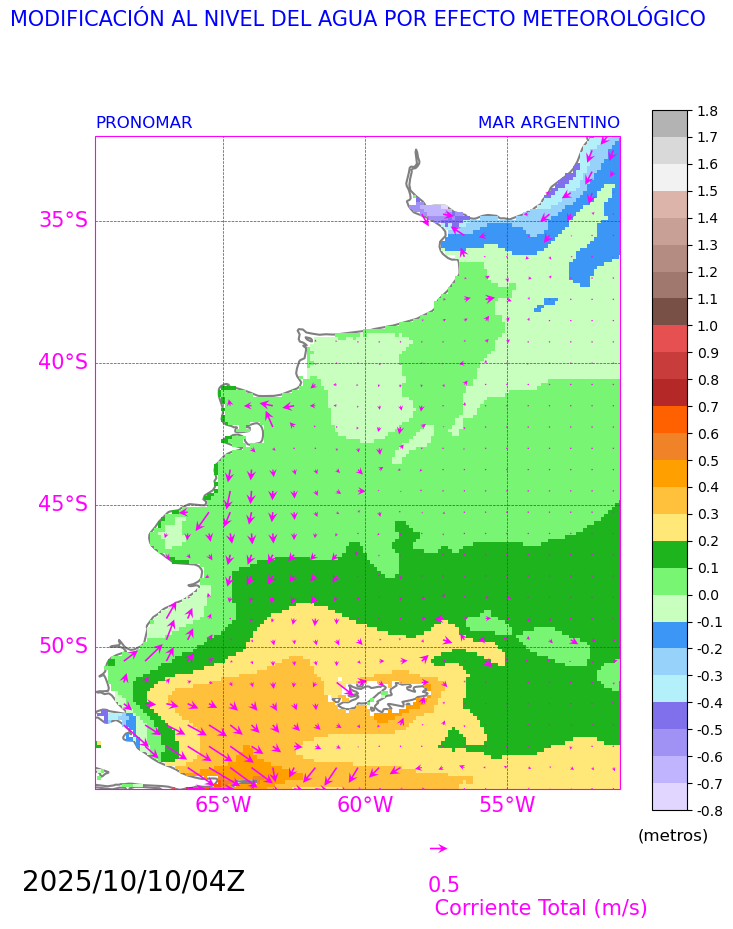 MODIFICACIÓN AL NIVEL DEL AGUA POR EFECTO METEOROLÓGICO
PRONOMAR
MAR ARGENTINO
35°S
40°S
45°S
50°S
65°W
60°W
55°W
1.8
1.7
1.6
1.5
1.4
1.3
1.2
1.1
1.0
0.9
0.8
0.7
0.6
0.5
0.4
0.3
0.2
0.1
0.0
-0.1
-0.2
-0.3
-0.4
-0.5
-0.6
-0.7
-0.8
(metros)
2025/10/10/04Z
0.5
Corriente Total (m/s)